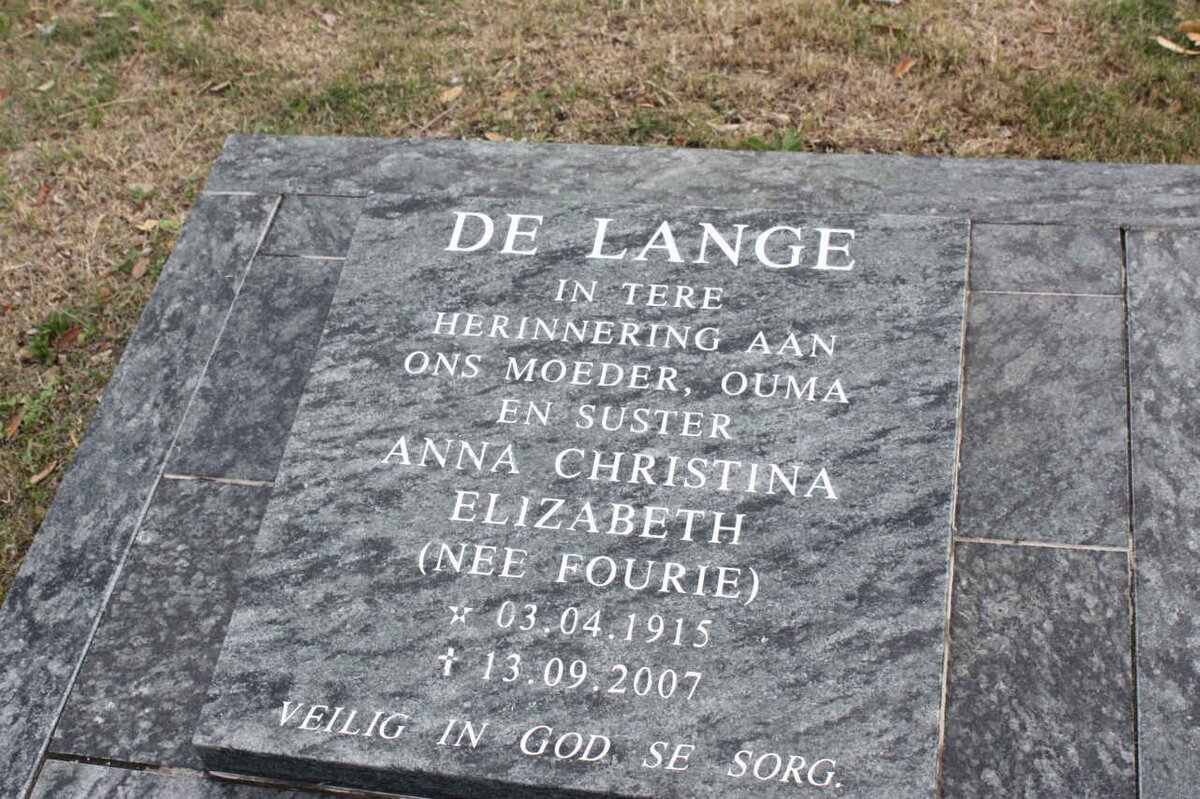 DE LANGE
IN TERE
HERINNERING AAN
ONS MOEDER, OUMA
EN SUSTER
ANNA CHRISTINA
ELIZABETH
(NEE FOURIE)
☆ 03.04.1915
✝ 13.09.2007
VEILIG IN GOD SE SORG.